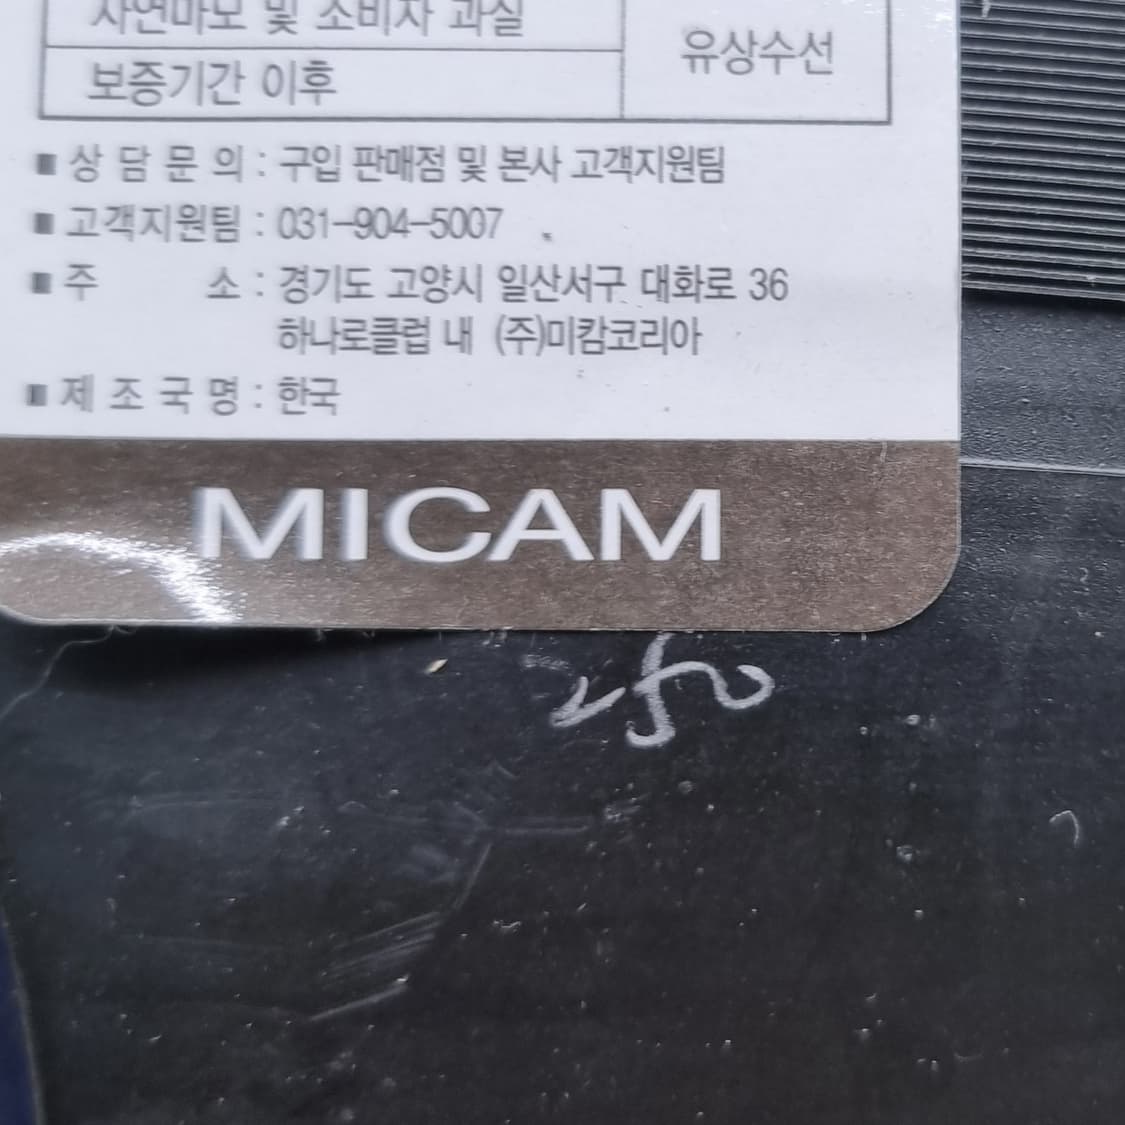 자연마모 및 소비자 과실
유상수선
보증기간 이후
■ 상 담 문 의 : 구입 판매점 및 본사 고객지원팀
■ 고객지원팀 : 031-904-5007
■ 주 소 : 경기도 고양시 일산서구 대화로 36
하나로클럽 내 (주)미캄코리아
■ 제 조 국 명 : 한국
MICAM